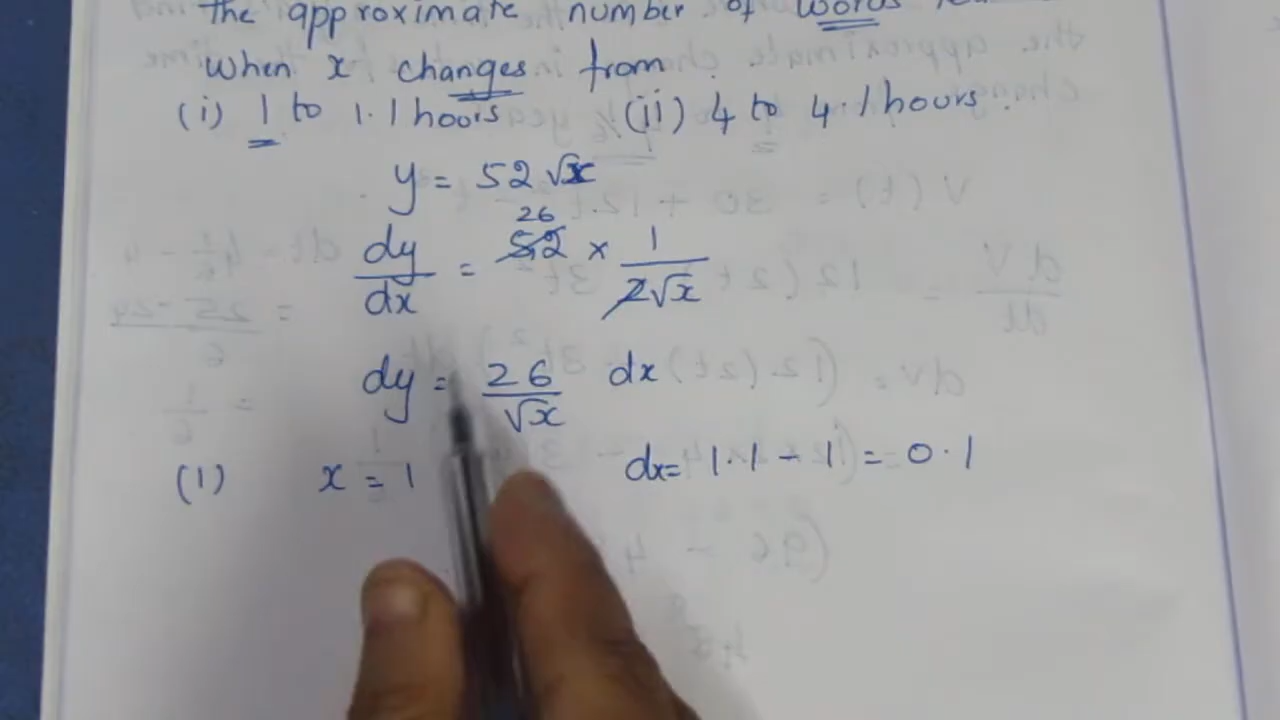 the approximate number of words
when x changes from
(i) 1 to 1.1 hours (ii) 4 to 4.1 hours.
y = 52 √x
26
dy/dx = 52 × 1/2√x
dy = 26/√x dx
(1) x = 1 dx = 1.1 - 1 = 0.1